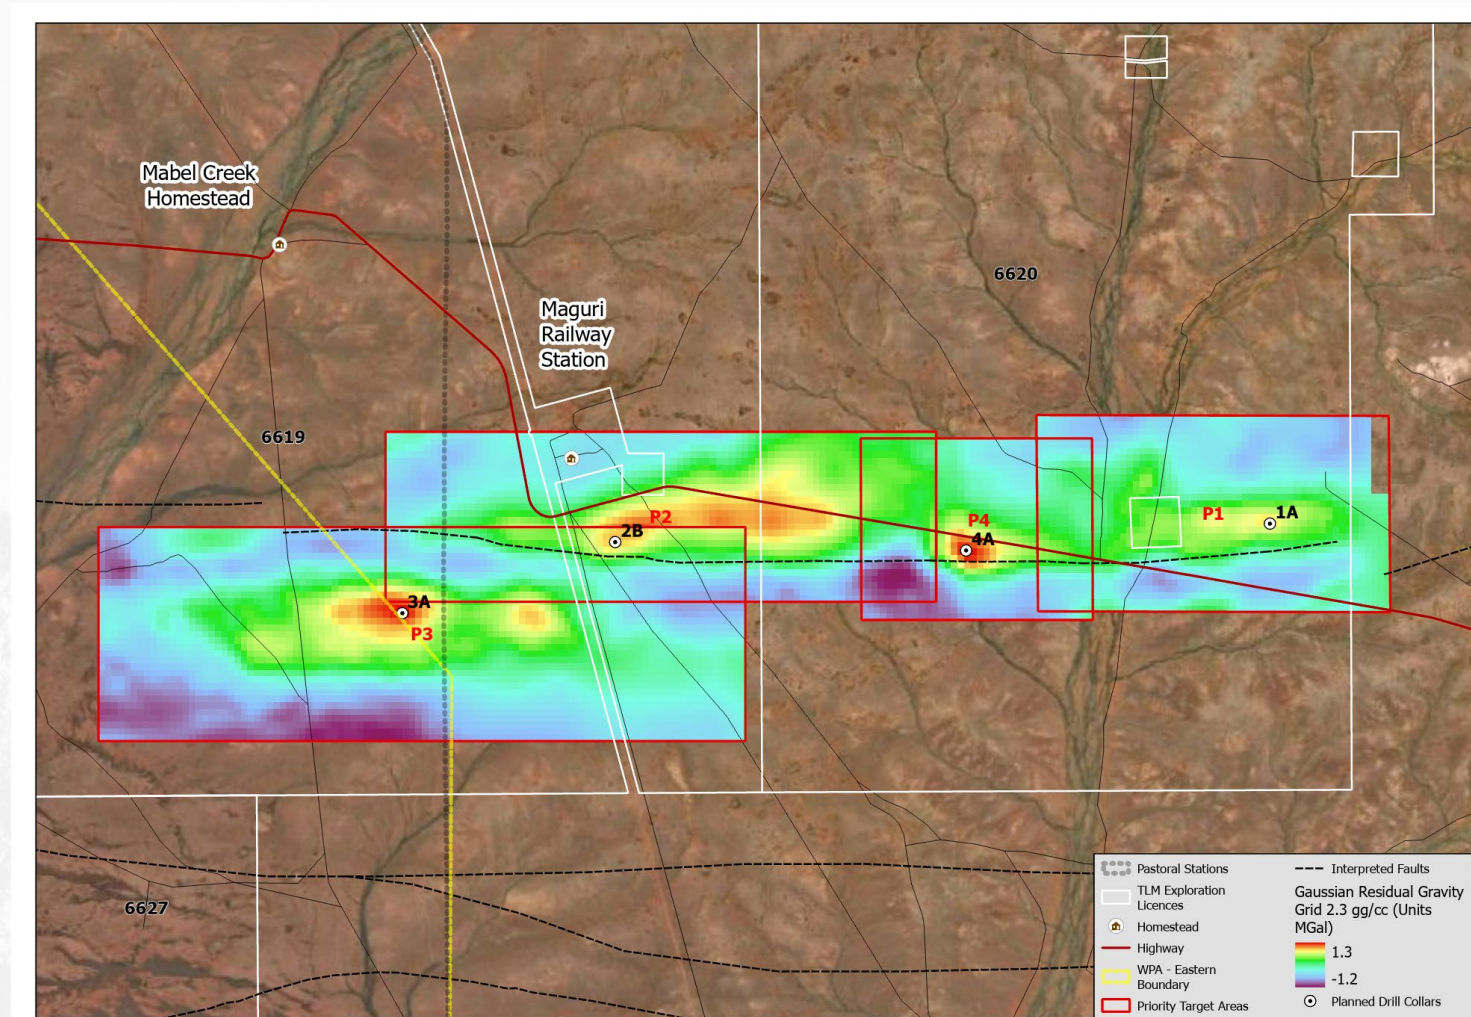 Mabel Creek
Homestead
6620
Maguri
Railway
Station
6619
P2
2B
P4
4A
P1
1A
3A
P3
6627
Pastoral Stations
TLM Exploration
Licences
Homestead
Highway
WPA - Eastern
Boundary
Priority Target Areas
Interpreted Faults
Gaussian Residual Gravity
Grid 2.3 gg/cc (Units
MGal)
1.3
-1.2
Planned Drill Collars